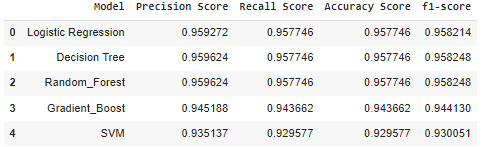 Model Precision Score Recall Score Accuracy Score f1-score
0 Logistic Regression 0.959272 0.957746 0.957746 0.958214
1 Decision Tree 0.959624 0.957746 0.957746 0.958248
2 Random_Forest 0.959624 0.957746 0.957746 0.958248
3 Gradient_Boost 0.945188 0.943662 0.943662 0.944130
4 SVM 0.935137 0.929577 0.929577 0.930051